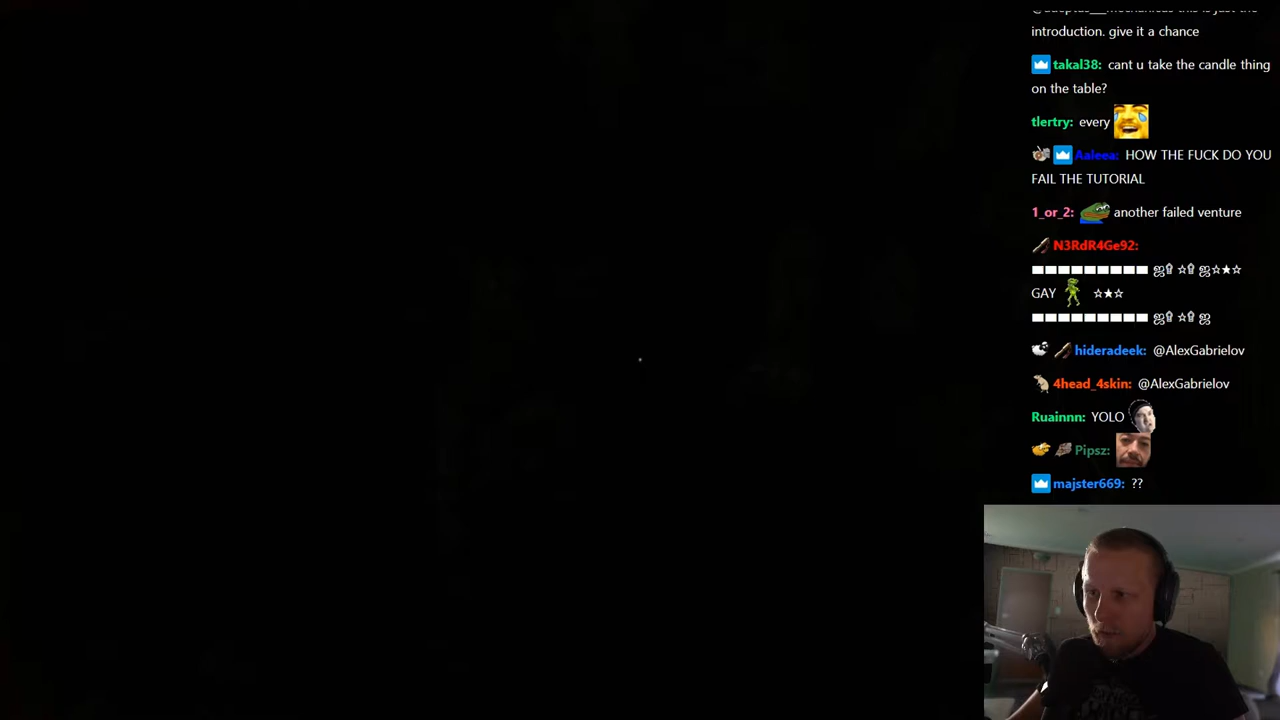 introduction. give it a chance
takal38: cant u take the candle thing
on the table?
tlertry: every
Aaleea: HOW THE FUCK DO YOU
FAIL THE TUTORIAL
1_or_2: another failed venture
N3RdR4Ge92:
GAY ☆★☆
hideradeek: @AlexGabrielov
4head_4skin: @AlexGabrielov
Ruainnn: YOLO
Pipsz:
majster669: ??